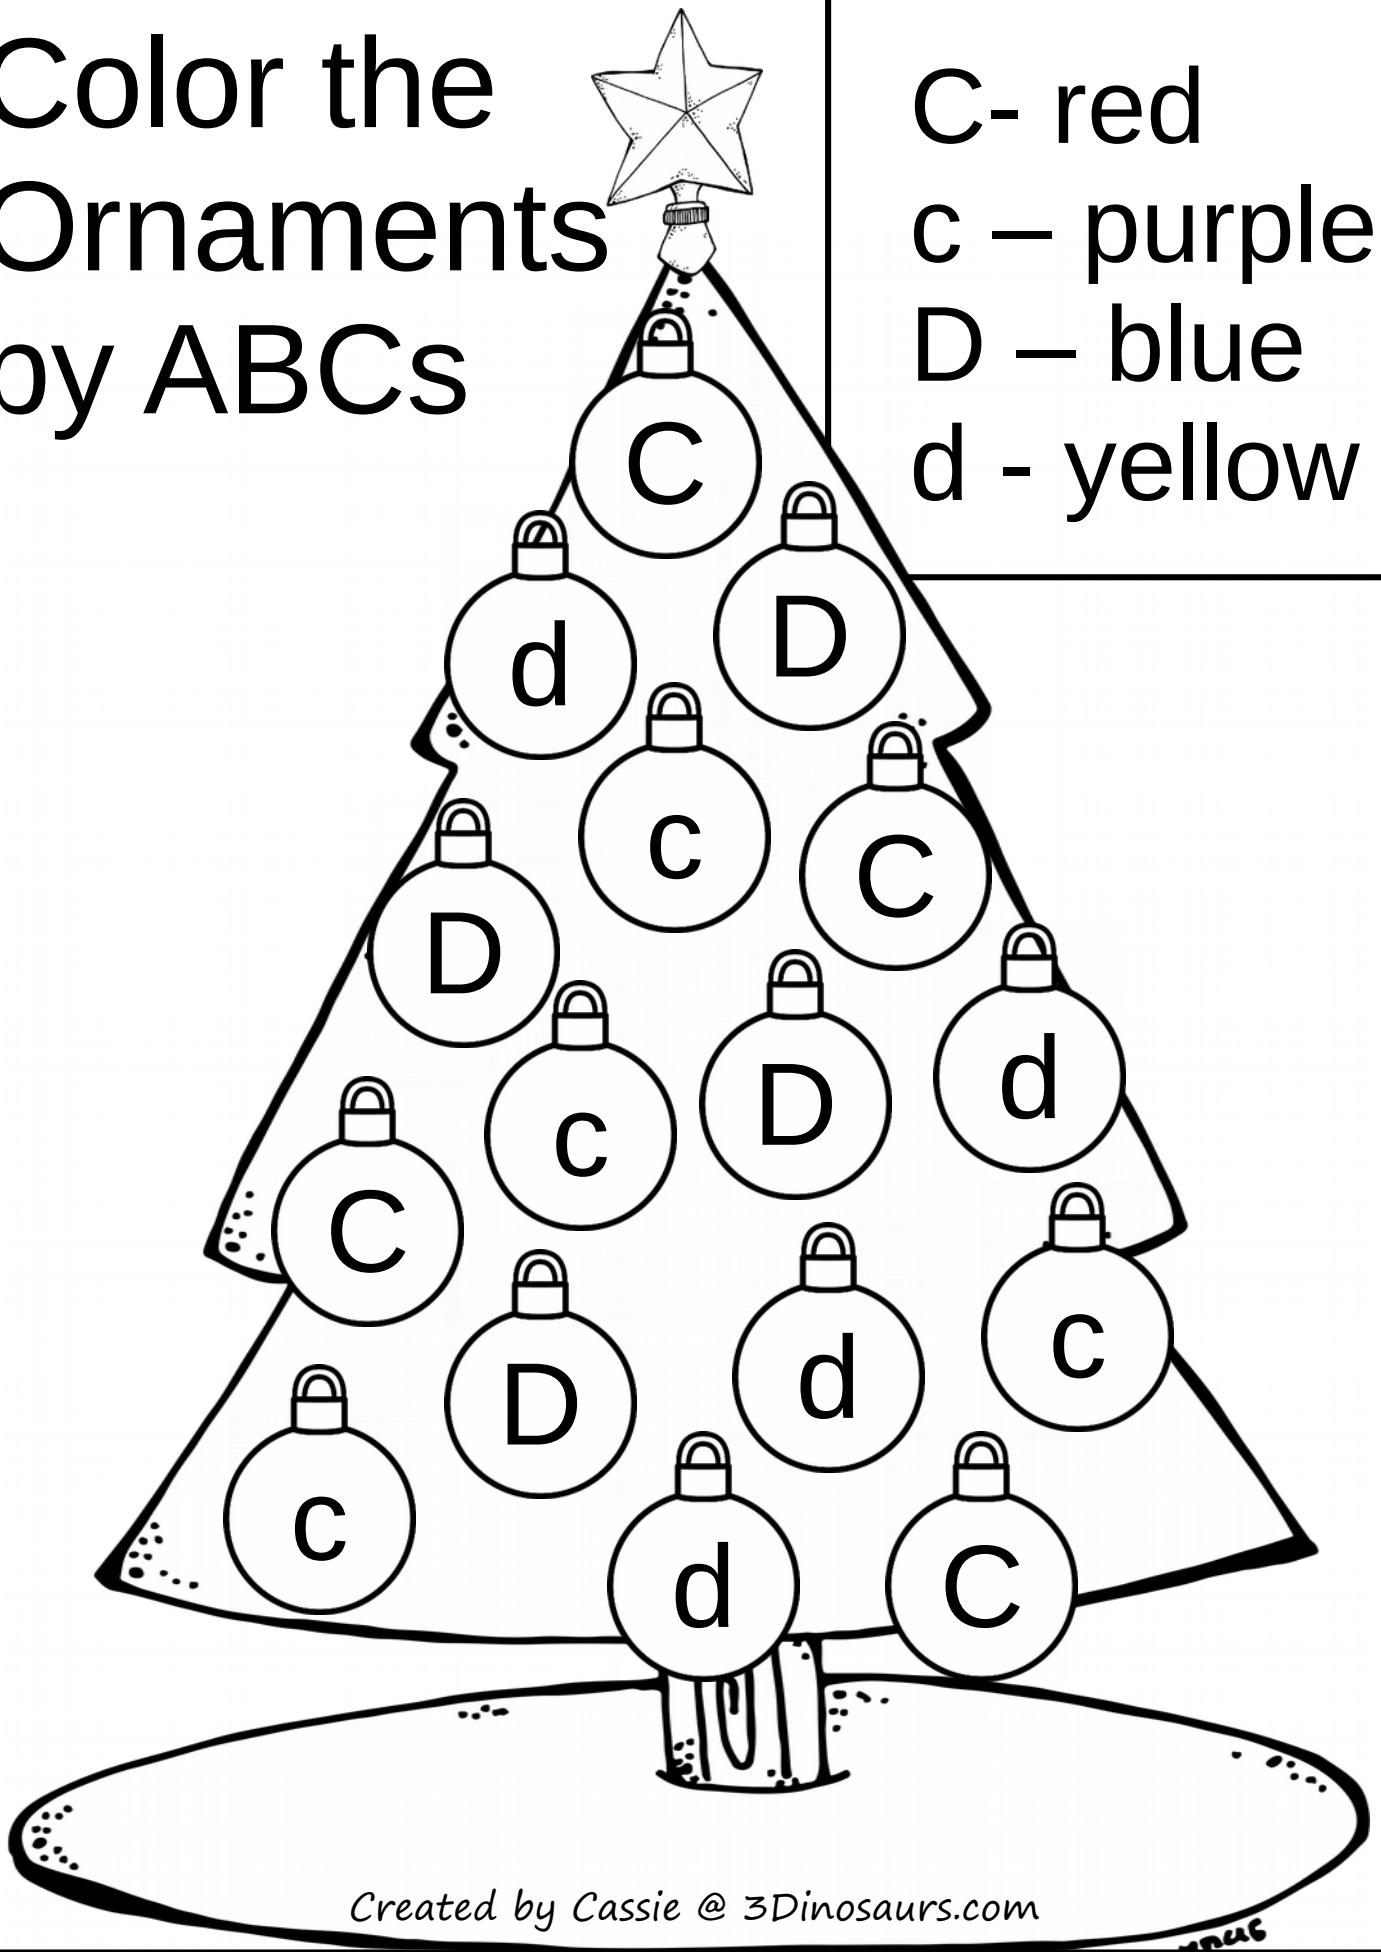 Color the
Ornaments
by ABCs
C- red
c – purple
D – blue
d - yellow
C
d
D
c
C
D
c
D
d
C
D
d
c
c
d
C
Created by Cassie @ 3Dinosaurs.com